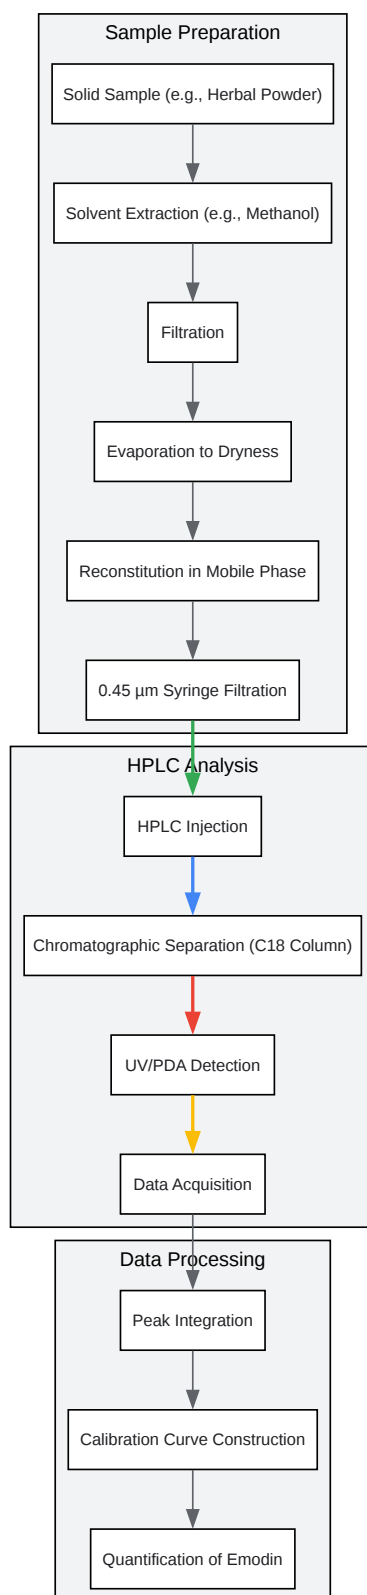 Sample Preparation
Solid Sample (e.g., Herbal Powder)
Solvent Extraction (e.g., Methanol)
Filtration
Evaporation to Dryness
Reconstitution in Mobile Phase
0.45 µm Syringe Filtration
HPLC Analysis
HPLC Injection
Chromatographic Separation (C18 Column)
UV/PDA Detection
Data Acquisition
Data Processing
Peak Integration
Calibration Curve Construction
Quantification of Emodin